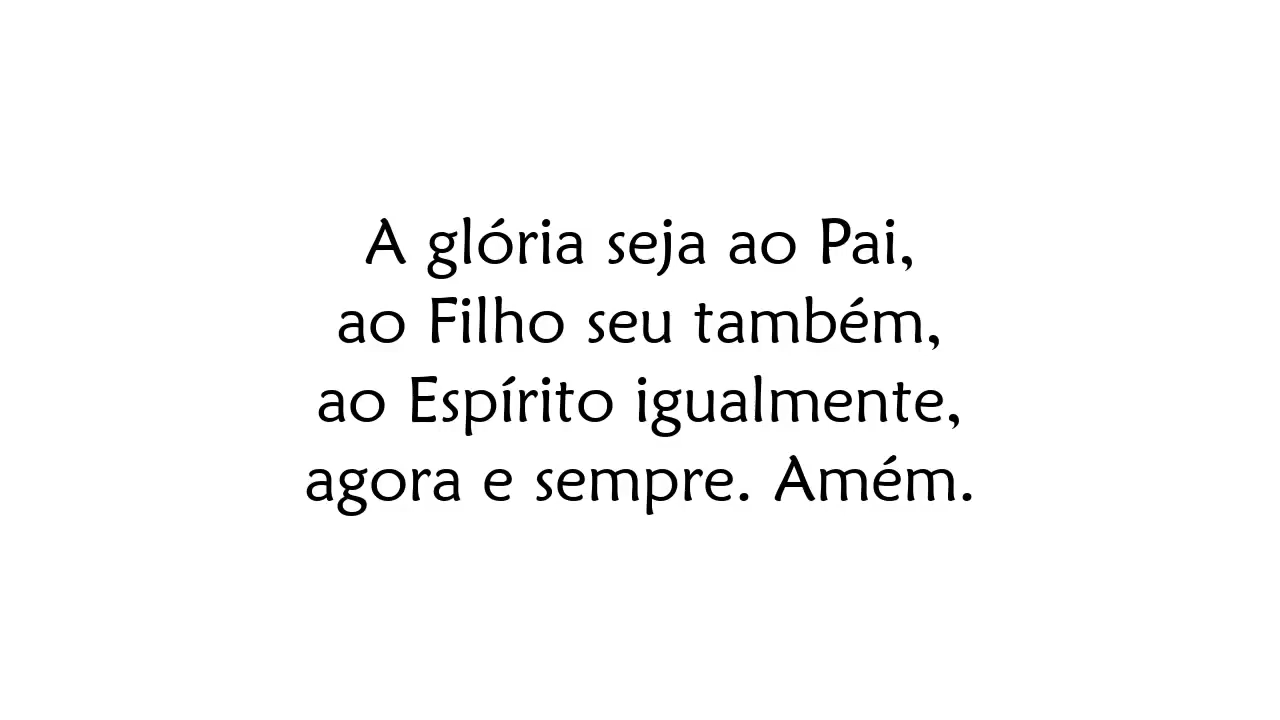 A glória seja ao Pai,
ao Filho seu também,
ao Espírito igualmente,
agora e sempre. Amém.